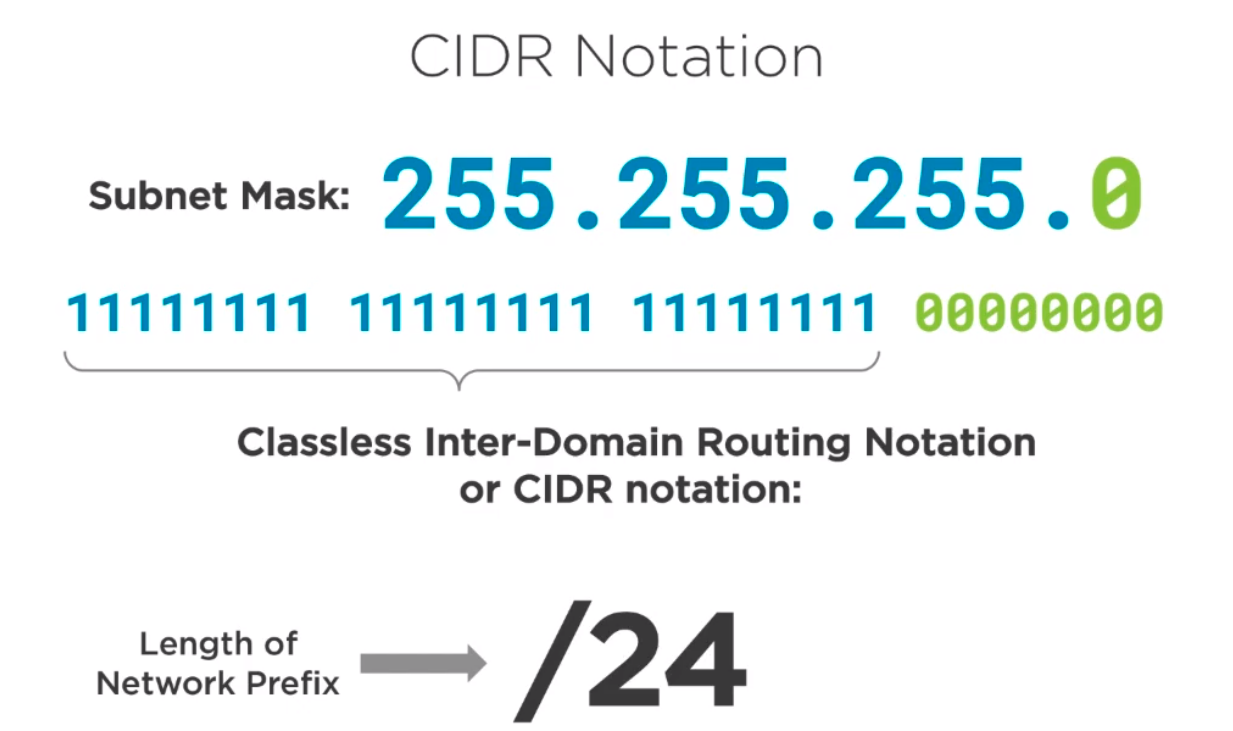 CIDR Notation
Subnet Mask: 255.255.255.0
11111111 11111111 11111111 00000000
Classless Inter-Domain Routing Notation
or CIDR notation:
Length of
Network Prefix
/24